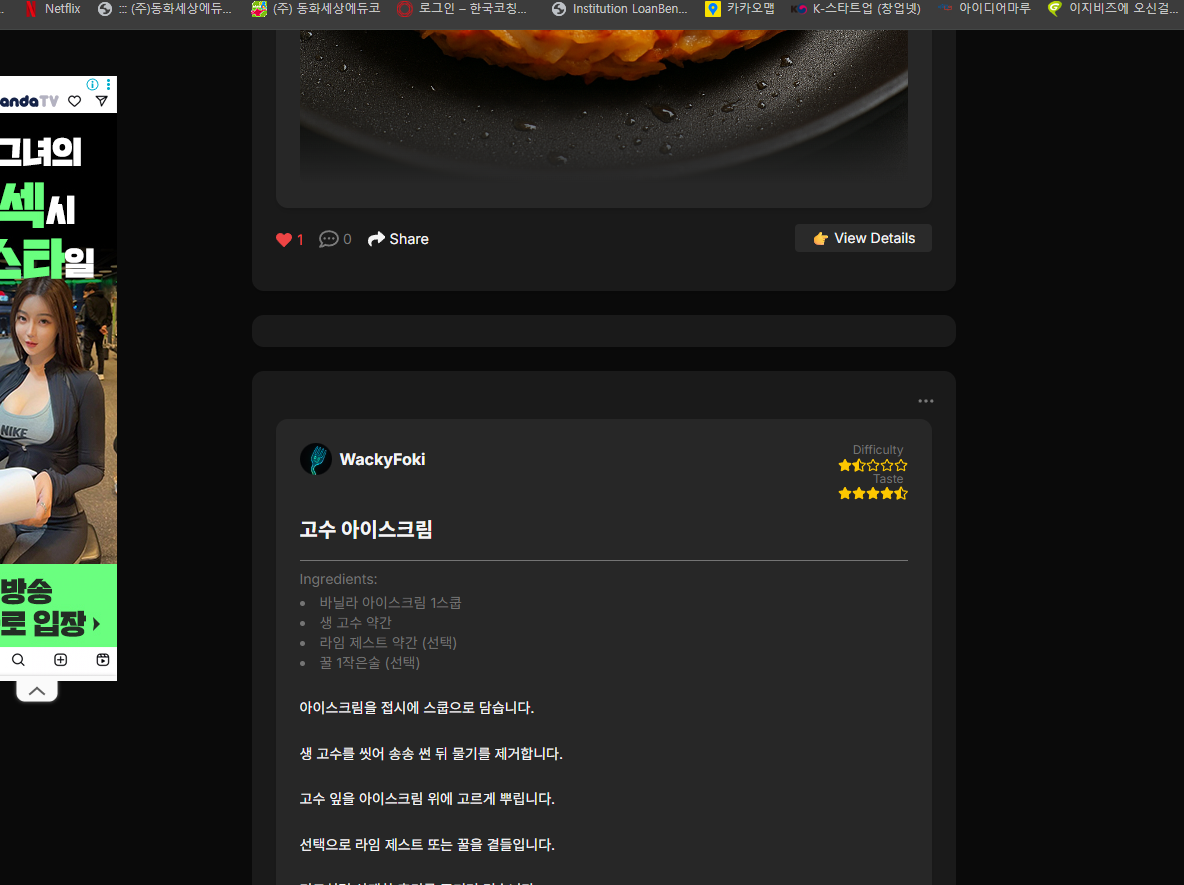 Netflix
::: (주)동화세상에듀...
(주) 동화세상에듀코
로그인 – 한국코칭...
Institution LoanBen...
카카오맵
K-스타트업 (창업넷)
아이디어마루
이지비즈에 오신걸...
andaTV
그녀의
섹시
스타일
NIKE
방송
로 입장 ›
1
0
Share
👉 View Details
WackyFoki
Difficulty
Taste
고수 아이스크림
Ingredients:
• 바닐라 아이스크림 1스쿱
• 생 고수 약간
• 라임 제스트 약간 (선택)
• 꿀 1작은술 (선택)
아이스크림을 접시에 스쿱으로 담습니다.
생 고수를 씻어 송송 썬 뒤 물기를 제거합니다.
고수 잎을 아이스크림 위에 고르게 뿌립니다.
선택으로 라임 제스트 또는 꿀을 곁들입니다.